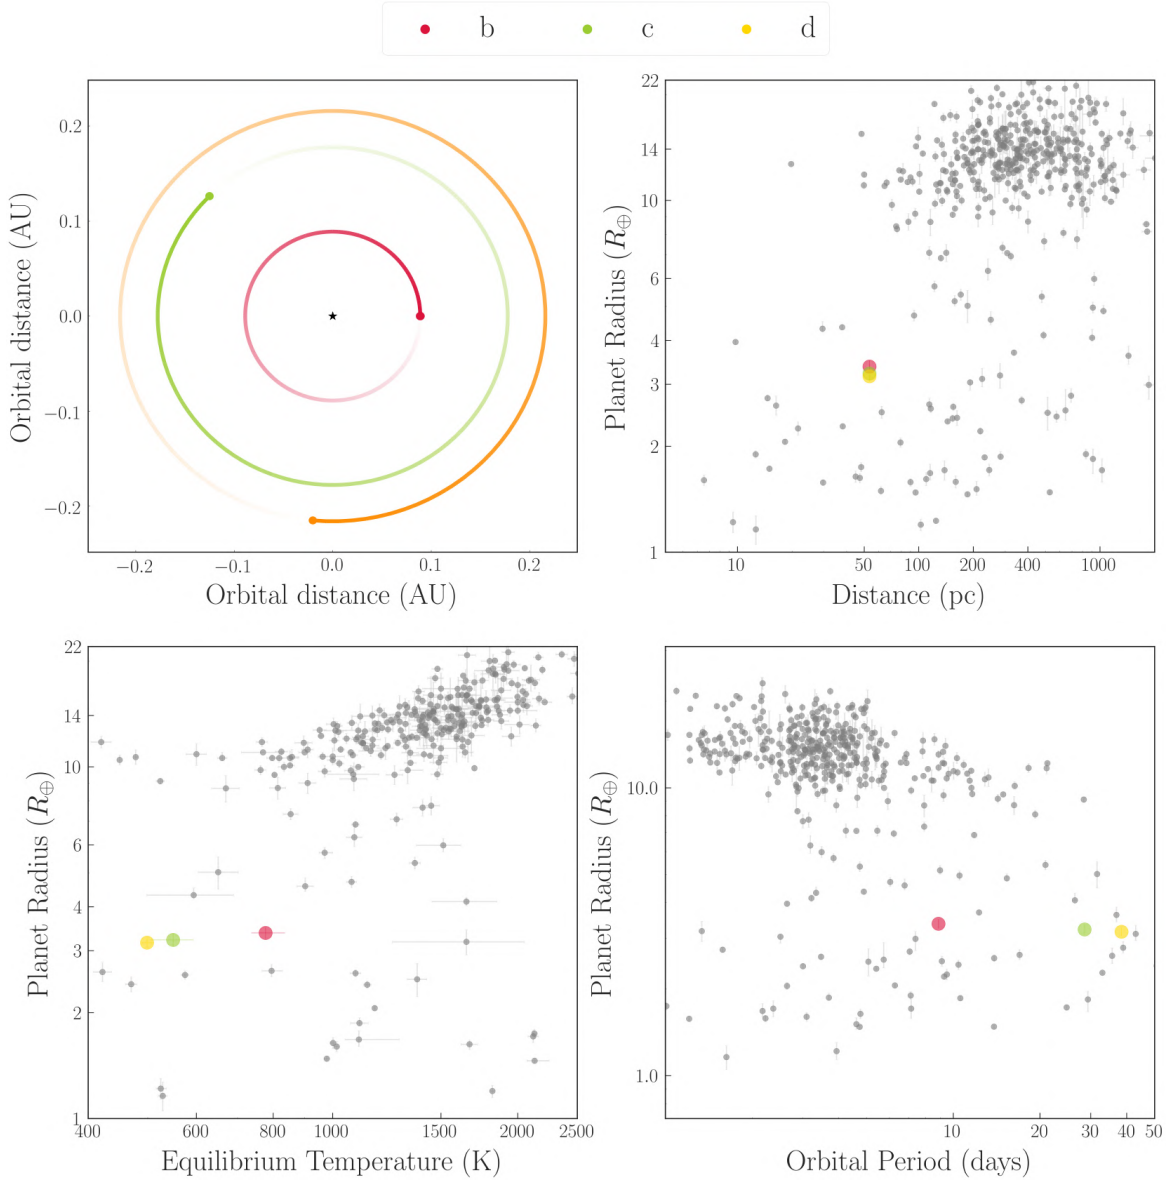 b c d
0.2
0.1
0.0
−0.1
−0.2
−0.2 −0.1 0.0 0.1 0.2
Orbital distance (AU)
Orbital distance (AU)
22
14
10
6
4
3
2
1
10 50 100 200 400 1000
Planet Radius (R⊕)
Distance (pc)
22
14
12
10
6
4
3
2
1
400 600 800 1000 1500 2000 2500
Planet Radius (R⊕)
Equilibrium Temperature (K)
10.0
1.0
10 20 30 40 50
Planet Radius (R⊕)
Orbital Period (days)